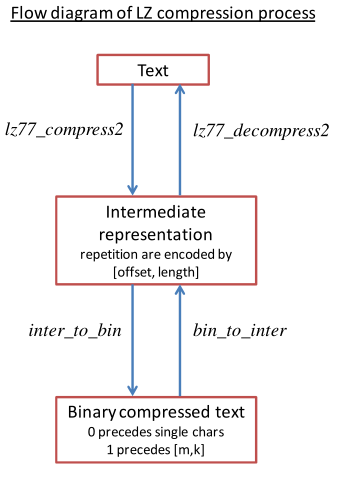 Flow diagram of LZ compression process
Text
lz77_compress2
lz77_decompress2
Intermediate
representation
repetition are encoded by
[offset, length]
inter_to_bin
bin_to_inter
Binary compressed text
0 precedes single chars
1 precedes [m,k]